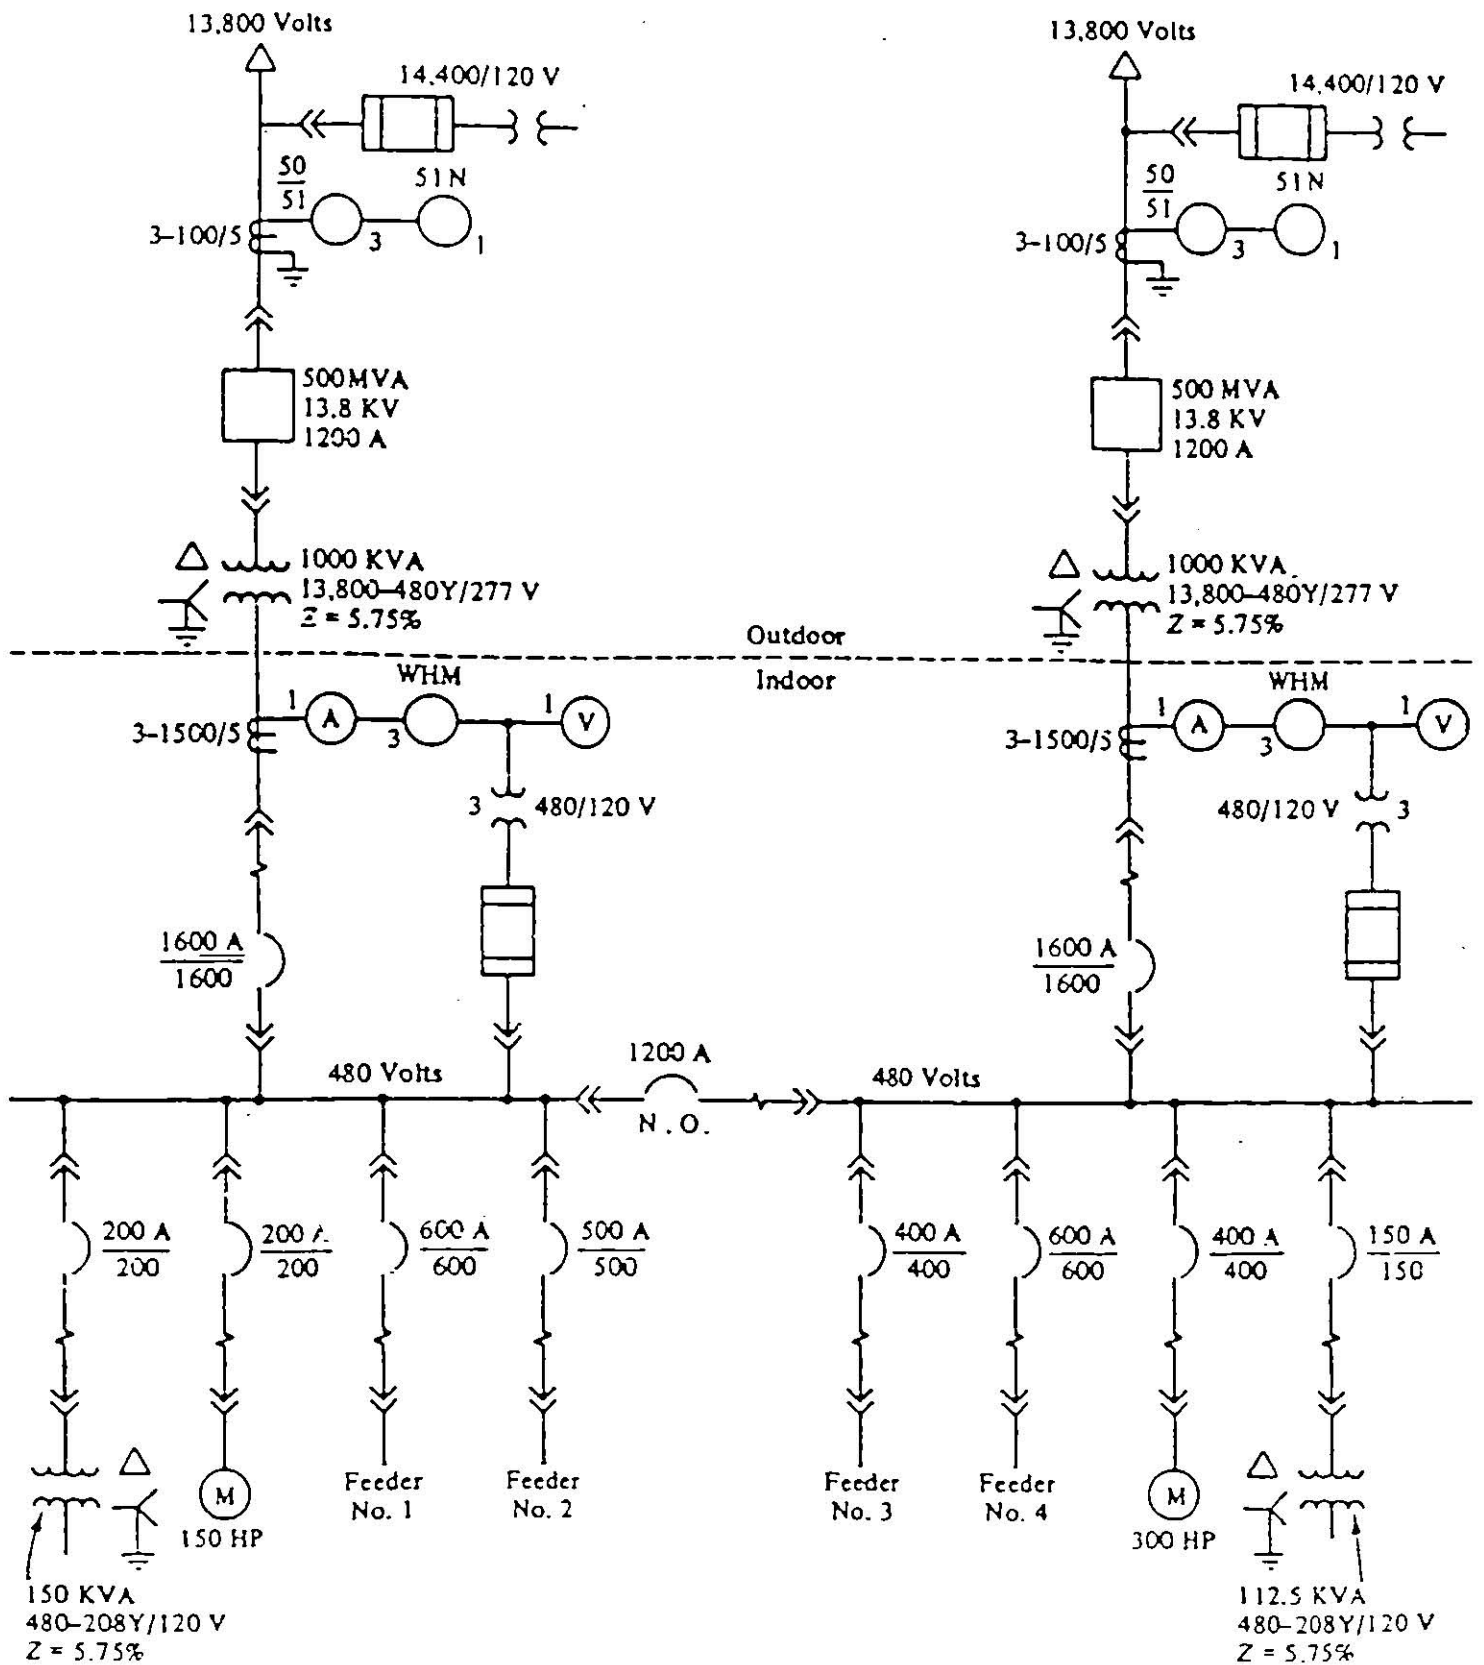 13,800 Volts
14,400/120 V
50
51
51N
3-100/5
3
1
500MVA
13.8 KV
1200 A
1000 KVA
13,800-480Y/277 V
Z = 5.75%
13,800 Volts
14,400/120 V
50
51
51N
3-100/5
3
1
500 MVA
13.8 KV
1200 A
1000 KVA
13,800-480Y/277 V
Z = 5.75%
Outdoor
Indoor
WHM
1
A
3
1
V
3-1500/5
3
480/120 V
1600 A
1600
WHM
1
A
3
1
V
3-1500/5
480/120 V
3
1600 A
1600
480 Volts
1200 A
N.O.
480 Volts
200 A
200
200 A
200
600 A
600
500 A
500
400 A
400
600 A
600
400 A
400
150 A
150
M
150 HP
Feeder
No. 1
Feeder
No. 2
Feeder
No. 3
Feeder
No. 4
M
300 HP
150 KVA
480-208Y/120 V
Z = 5.75%
112.5 KVA
480-208Y/120 V
Z = 5.75%